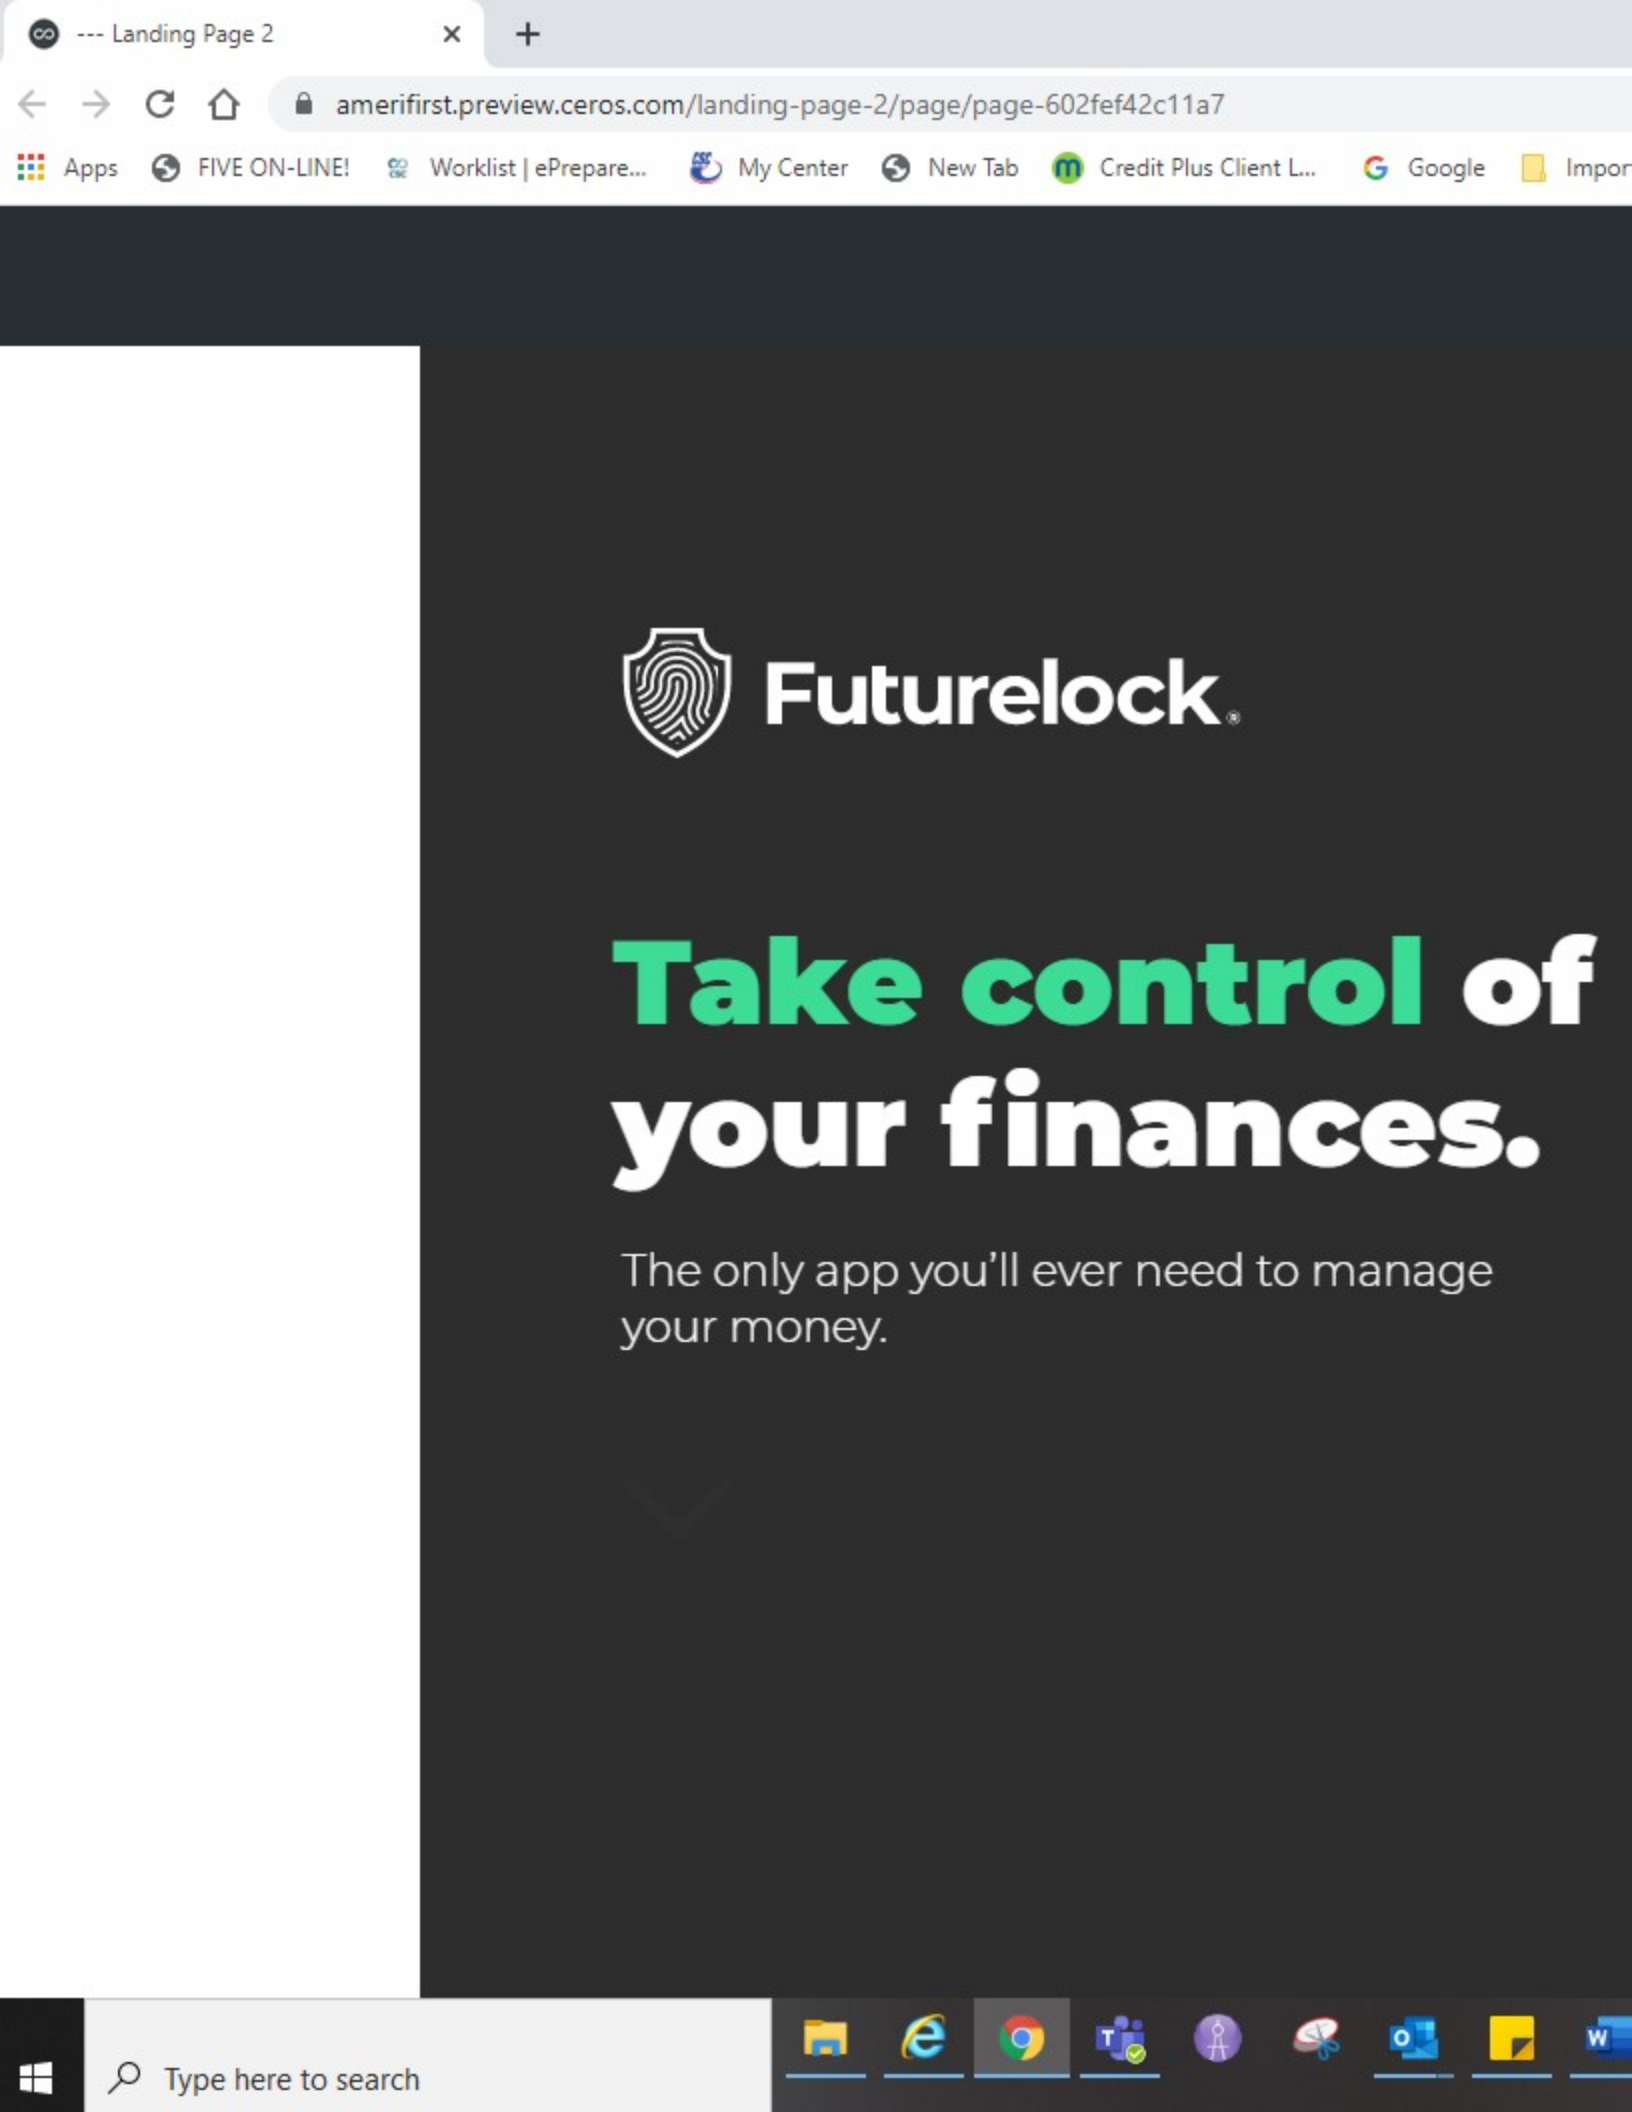 --- Landing Page 2
amerifirst.preview.ceros.com/landing-page-2/page/page-602fef42c11a7
Apps FIVE ON-LINE! Worklist | ePrepare... My Center New Tab Credit Plus Client L... Google Impor
Futurelock®
Take control of
your finances.
The only app you'll ever need to manage
your money.
Type here to search